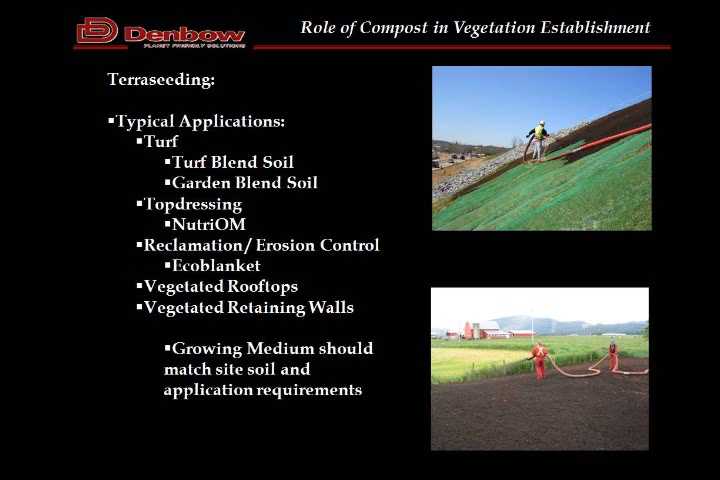 Denbow
PLANET FRIENDLY SOLUTIONS
Role of Compost in Vegetation Establishment
Terraseeding:
▪Typical Applications:
▪Turf
▪Turf Blend Soil
▪Garden Blend Soil
▪Topdressing
▪NutriOM
▪Reclamation / Erosion Control
▪Ecoblanket
▪Vegetated Rooftops
▪Vegetated Retaining Walls
▪Growing Medium should
match site soil and
application requirements